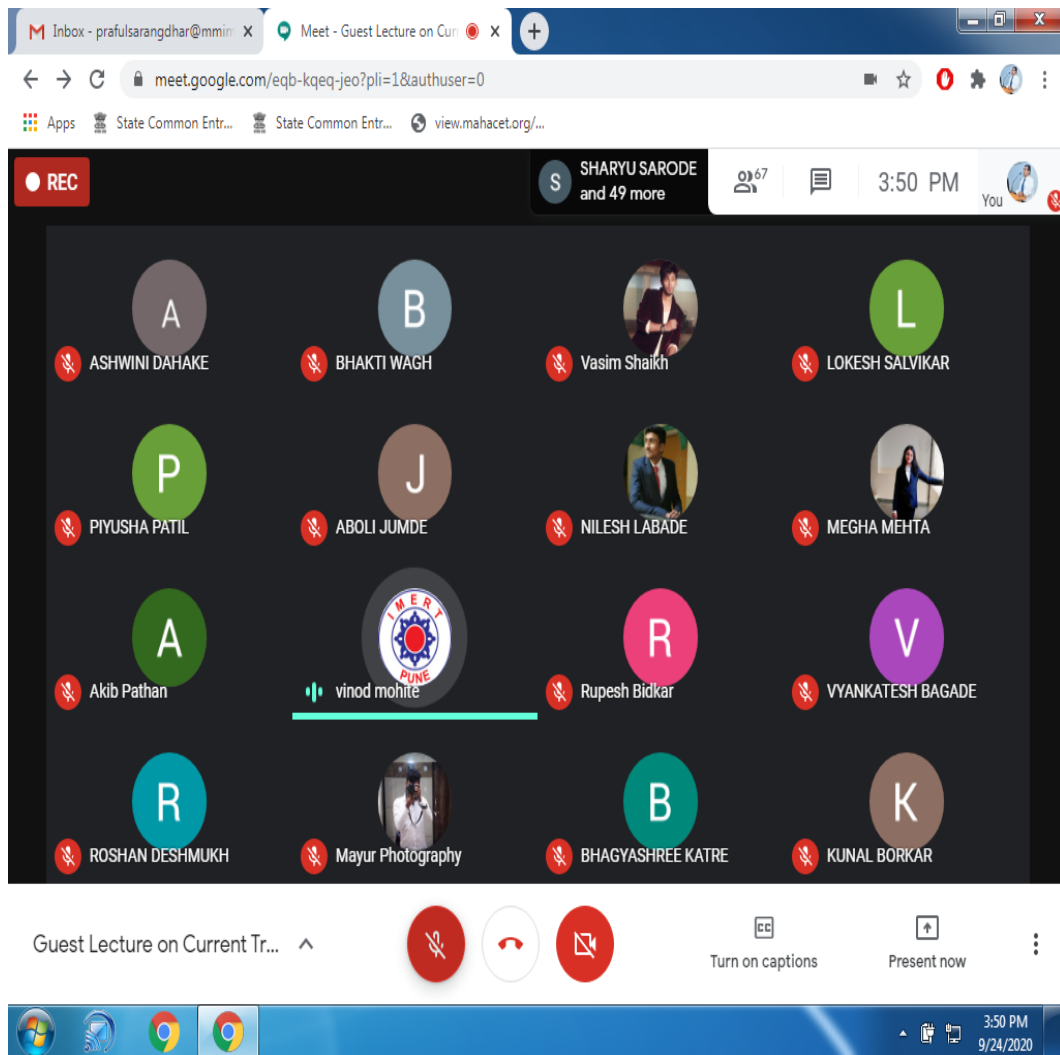 Inbox - prafulsarangdhar@mmim
Meet - Guest Lecture on Curr
meet.google.com/eqb-kqeq-jeo?pli=1&authuser=0
Apps State Common Entr... State Common Entr... view.mahacet.org/...
REC
S
SHARYU SARODE
and 49 more
67
3:50 PM
You
A B L
ASHWINI DAHAKE BHAKTI WAGH Vasim Shaikh LOKESH SALVIKAR
P J
PIYUSHA PATIL ABOLI JUMDE NILESH LABADE MEGHA MEHTA
A IMERT PUNE R V
Akib Pathan vinod mohite Rupesh Bidkar VYANKATESH BAGADE
R B K
ROSHAN DESHMUKH Mayur Photography BHAGYASHREE KATRE KUNAL BORKAR
Guest Lecture on Current Tr...
CC
Turn on captions Present now
3:50 PM
9/24/2020